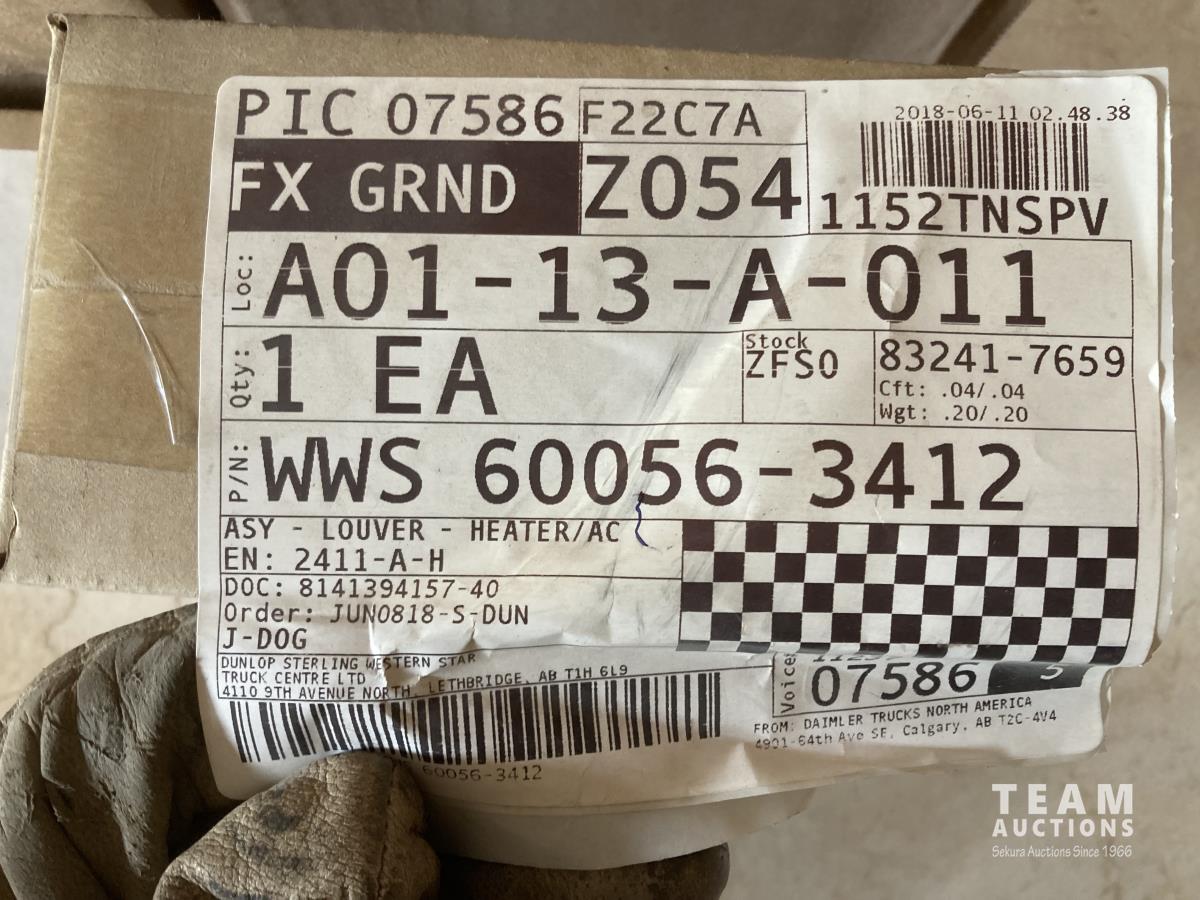 PIC 07586
F22C7A
2018-06-11 02.48.38
FX GRND
Z054
1152TNSPV
Loc: A01-13-A-011
Qty: 1 EA
Stock
ZFSO
83241-7659
Cft: .04/.04
Wgt: .20/.20
P/N: WWS 60056-3412
ASY - LOUVER - HEATER/AC
EN: 2411-A-H
DOC: 8141394157-40
Order: JUN0818-S-DUN
J-DOG
DUNLOP STERLING WESTERN STAR
TRUCK CENTRE LTD
4110 9TH AVENUE NORTH, LETHBRIDGE, AB T1H 6L9
60056-3412
Voice
07586
5
FROM: DAIMLER TRUCKS NORTH AMERICA
4901-64th Ave SE, Calgary, AB T2C-4V4
TEAM
AUCTIONS
Sekura Auctions Since 1966